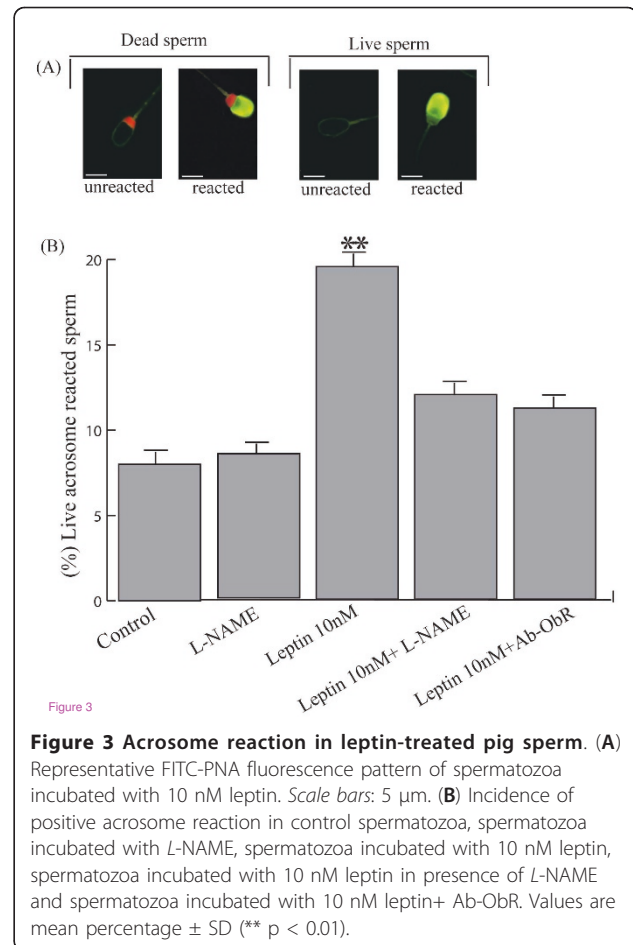 Dead sperm Live sperm
(A)
unreacted reacted unreacted reacted
(B)
**
20
15
10
5
0
(%) Live acrosome reacted sperm
Control
L-NAME
Leptin 10nM
Leptin 10nM+ L-NAME
Leptin 10nM+Ab-ObR
Figure 3
Figure 3 Acrosome reaction in leptin-treated pig sperm. (A)
Representative FITC-PNA fluorescence pattern of spermatozoa
incubated with 10 nM leptin. Scale bars: 5 μm. (B) Incidence of
positive acrosome reaction in control spermatozoa, spermatozoa
incubated with L-NAME, spermatozoa incubated with 10 nM leptin,
spermatozoa incubated with 10 nM leptin in presence of L-NAME
and spermatozoa incubated with 10 nM leptin+ Ab-ObR. Values are
mean percentage ± SD (** p < 0.01).